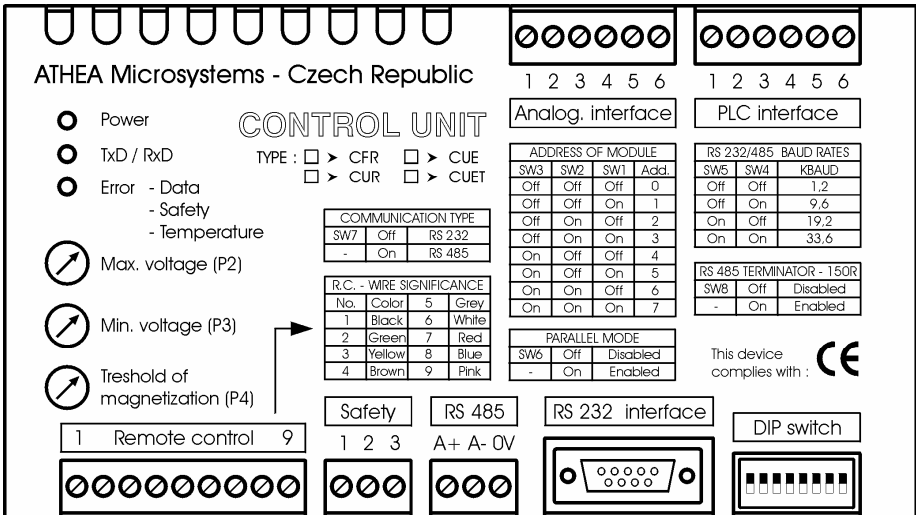 ATHEA Microsystems - Czech Republic
1 2 3 4 5 6
1 2 3 4 5 6
Analog. interface
PLC interface
Power
TxD / RxD
Error - Data
- Safety
- Temperature
CONTROL UNIT
TYPE : ➤ CFR ➤ CUE
➤ CUR ➤ CUET
COMMUNICATION TYPE
SW7 Off RS 232
- On RS 485
ADDRESS OF MODULE
SW3 SW2 SW1 Add.
Off Off Off 0
Off Off On 1
Off On Off 2
Off On On 3
On Off Off 4
On Off On 5
On On Off 6
On On On 7
RS 232/485 BAUD RATES
SW5 SW4 KBAUD
Off Off 1,2
Off On 9,6
On Off 19,2
On On 33,6
RS 485 TERMINATOR - 150R
SW8 Off Disabled
- On Enabled
Max. voltage (P2)
Min. voltage (P3)
Treshold of
magnetization (P4)
R.C. - WIRE SIGNIFICANCE
No. Color 5 Grey
1 Black 6 White
2 Green 7 Red
3 Yellow 8 Blue
4 Brown 9 Pink
PARALLEL MODE
SW6 Off Disabled
- On Enabled
This device
complies with : CE
1 Remote control 9
Safety
1 2 3
RS 485
A+ A- 0V
RS 232 interface
DIP switch